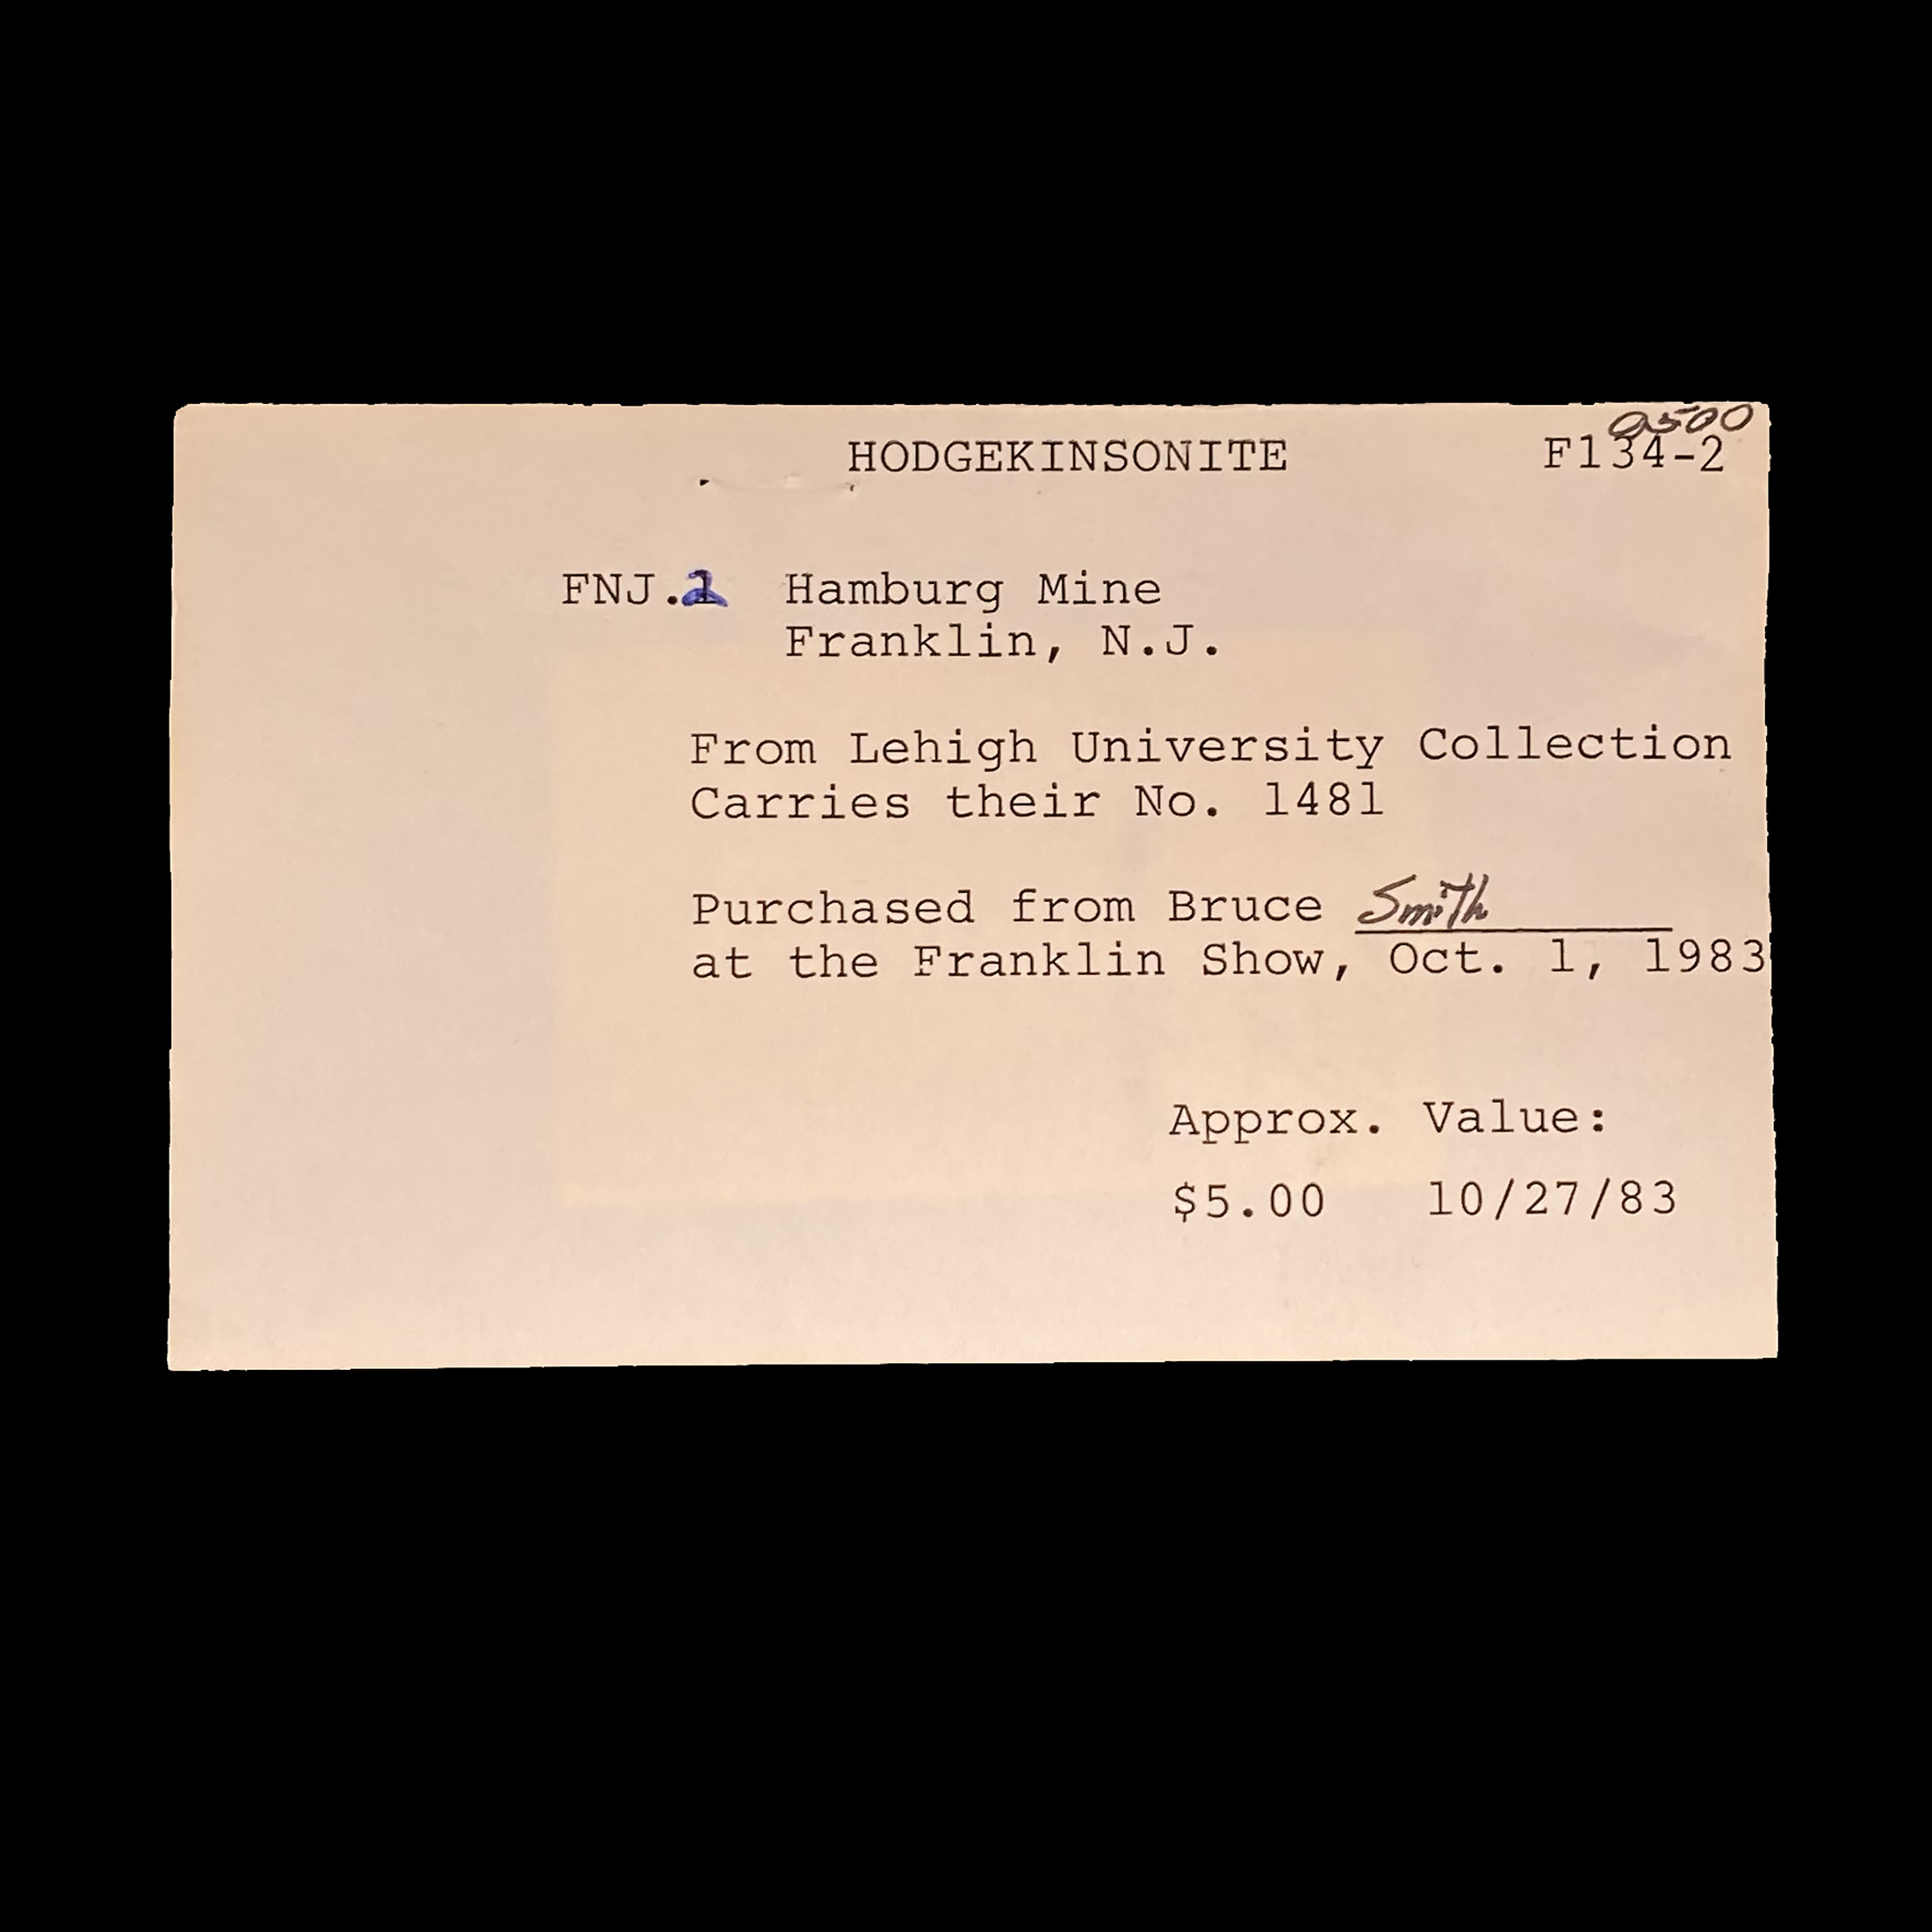 0500
HODGEKINSONITE F134-2
FNJ.2 Hamburg Mine
Franklin, N.J.
From Lehigh University Collection
Carries their No. 1481
Purchased from Bruce Smith
at the Franklin Show, Oct. 1, 1983
Approx. Value:
$5.00 10/27/83